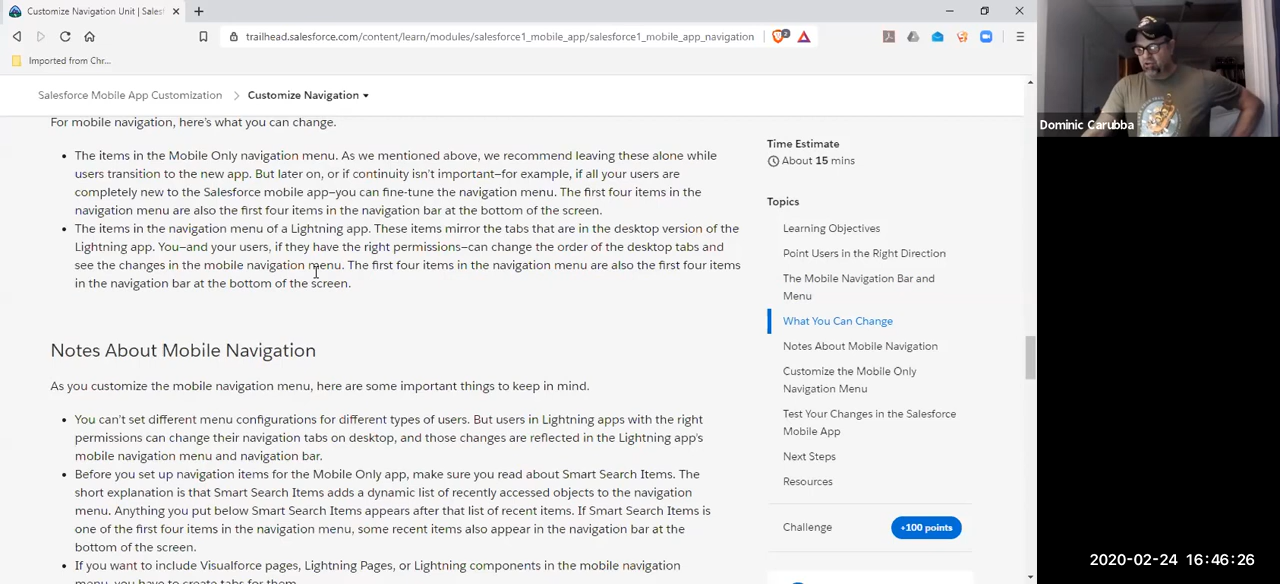 Customize Navigation Unit | Sales
trailhead.salesforce.com/content/learn/modules/salesforce1_mobile_app/salesforce1_mobile_app_navigation
2
Imported from Chr...
Salesforce Mobile App Customization > Customize Navigation
For mobile navigation, here's what you can change.
• The items in the Mobile Only navigation menu. As we mentioned above, we recommend leaving these alone while
users transition to the new app. But later on, or if continuity isn't important—for example, if all your users are
completely new to the Salesforce mobile app—you can fine-tune the navigation menu. The first four items in the
navigation menu are also the first four items in the navigation bar at the bottom of the screen.
• The items in the navigation menu of a Lightning app. These items mirror the tabs that are in the desktop version of the
Lightning app. You—and your users, if they have the right permissions—can change the order of the desktop tabs and
see the changes in the mobile navigation menu. The first four items in the navigation menu are also the first four items
in the navigation bar at the bottom of the screen.
Notes About Mobile Navigation
As you customize the mobile navigation menu, here are some important things to keep in mind.
• You can't set different menu configurations for different types of users. But users in Lightning apps with the right
permissions can change their navigation tabs on desktop, and those changes are reflected in the Lightning app's
mobile navigation menu and navigation bar.
• Before you set up navigation items for the Mobile Only app, make sure you read about Smart Search Items. The
short explanation is that Smart Search Items adds a dynamic list of recently accessed objects to the navigation
menu. Anything you put below Smart Search Items appears after that list of recent items. If Smart Search Items is
one of the first four items in the navigation menu, some recent items also appear in the navigation bar at the
bottom of the screen.
• If you want to include Visualforce pages, Lightning Pages, or Lightning components in the mobile navigation
menu, you have to create tabs for them.
Time Estimate
About 15 mins
Topics
Learning Objectives
Point Users in the Right Direction
The Mobile Navigation Bar and
Menu
What You Can Change
Notes About Mobile Navigation
Customize the Mobile Only
Navigation Menu
Test Your Changes in the Salesforce
Mobile App
Next Steps
Resources
Challenge
+100 points
Dominic Carubba
2020-02-24 16:46:26